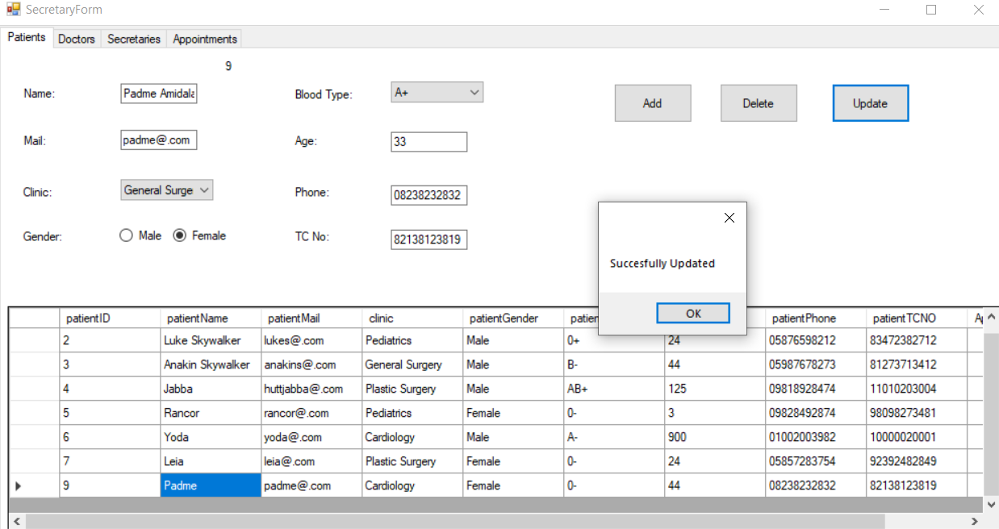 SecretaryForm
Patients Doctors Secretaries Appointments
9
Name: Padme Amidala Blood Type: A+ Add Delete Update
Mail: padme@.com Age: 33
Clinic: General Surge Phone: 08238232832
Gender: Male Female TC No: 82138123819
Succesfully Updated
OK
patientID patientName patientMail clinic patientGender patien patientPhone patientTCNO
2 Luke Skywalker lukes@.com Pediatrics Male 0+ 24 05876598212 83472382712
3 Anakin Skywalker anakins@.com General Surgery Male B- 44 05987678273 81273713412
4 Jabba huttjabba@.com Plastic Surgery Male AB+ 125 09818928474 11010203004
5 Rancor rancor@.com Pediatrics Female 0- 3 09828492874 98098273481
6 Yoda yoda@.com Cardiology Male A- 900 01002003982 10000020001
7 Leia leia@.com Plastic Surgery Female 0- 24 05857283754 92392482849
9 Padme padme@.com Cardiology Female 0- 44 08238232832 82138123819